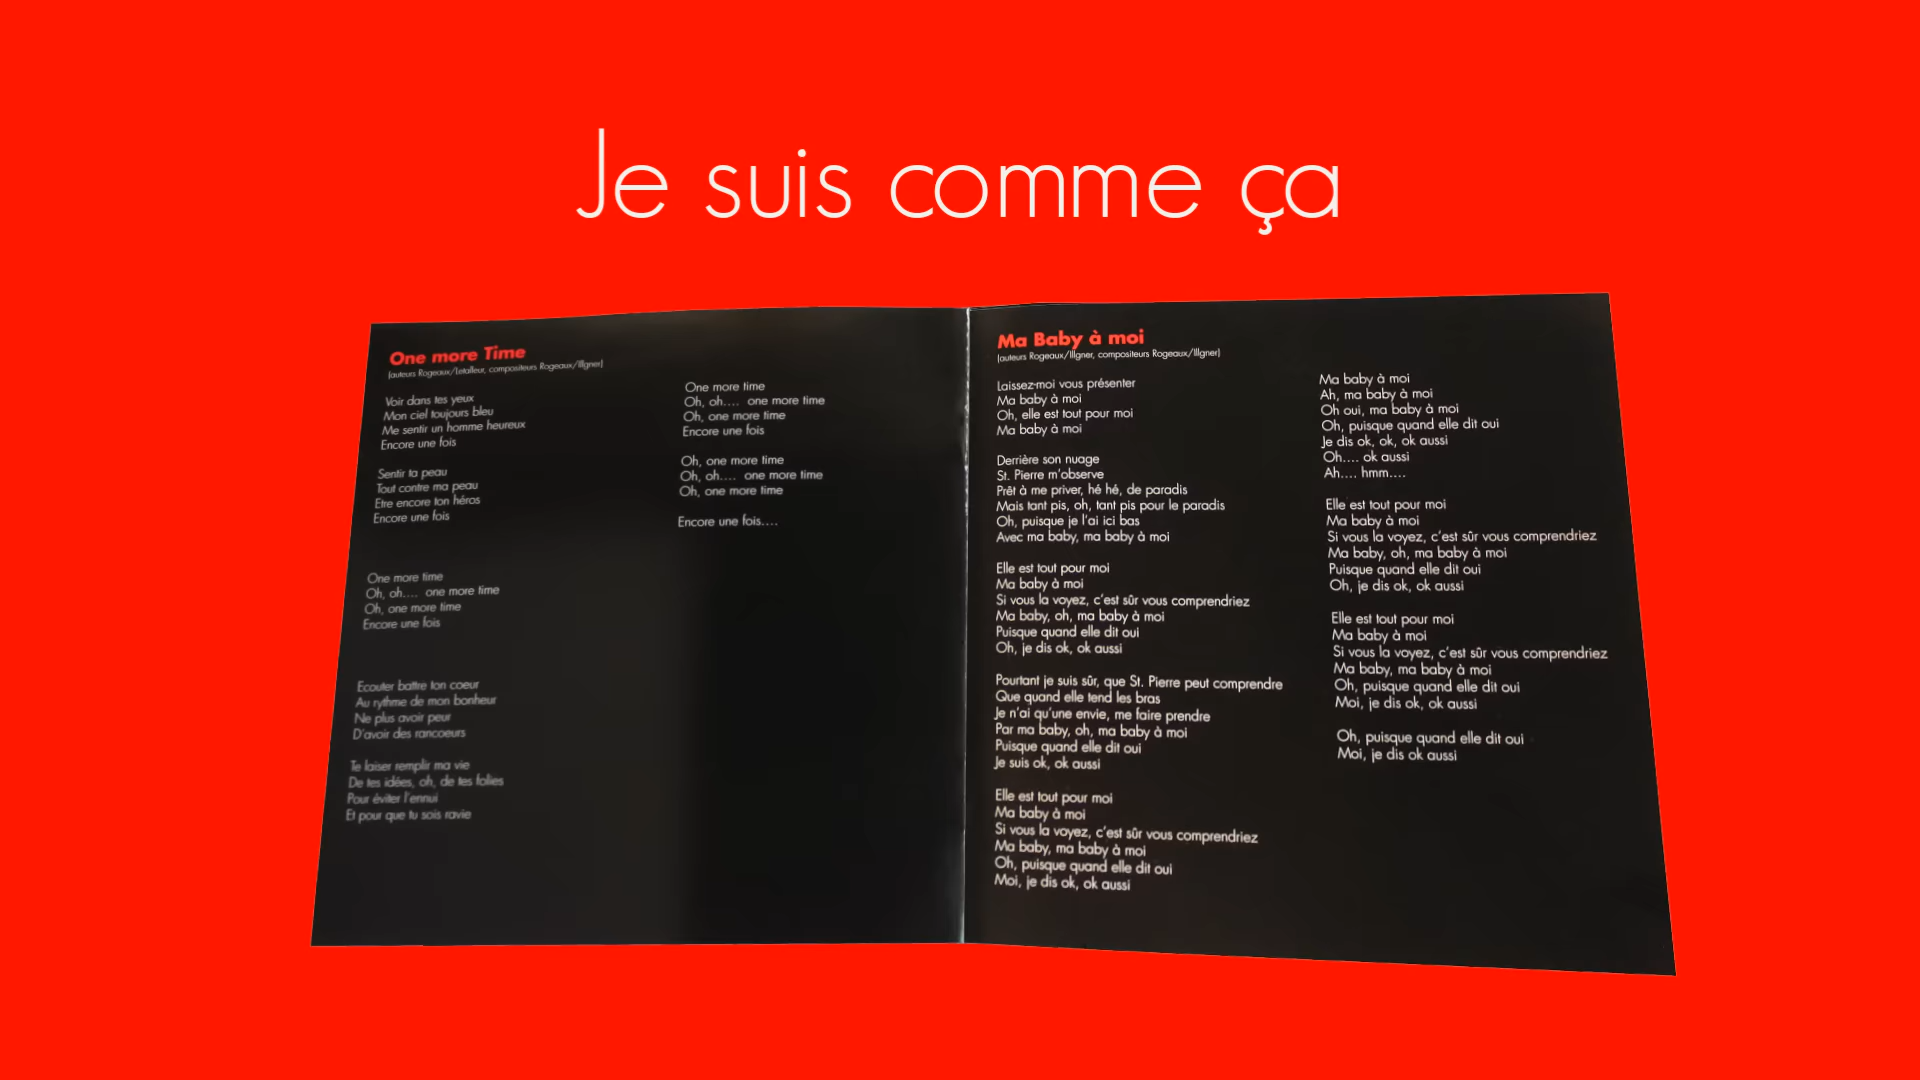 Je suis comme ça
One more Time
(auteurs Rogeaux/Letailleur, compositeurs Rogeaux/Illgner)
Voir dans tes yeux
Mon ciel toujours bleu
Me sentir un homme heureux
Encore une fois
Sentir ta peau
Tout contre ma peau
Etre encore ton héros
Encore une fois
One more time
Oh, oh.... one more time
Oh, one more time
Encore une fois
Ecouter battre ton coeur
Au rythme de mon bonheur
Ne plus avoir peur
D'avoir des rancoeurs
Te laiser remplir ma vie
De tes idées, oh, de tes folies
Pour éviter l'ennui
Et pour que tu sois ravie
One more time
Oh, oh.... one more time
Oh, one more time
Encore une fois
Oh, one more time
Oh, oh.... one more time
Oh, one more time
Encore une fois....
Ma Baby à moi
(auteurs Rogeaux/Illgner, compositeurs Rogeaux/Illgner)
Laissez-moi vous présenter
Ma baby à moi
Oh, elle est tout pour moi
Ma baby à moi
Derrière son nuage
St. Pierre m'observe
Prêt à me priver, hé hé, de paradis
Mais tant pis, oh, tant pis pour le paradis
Oh, puisque je l'ai ici bas
Avec ma baby, ma baby à moi
Elle est tout pour moi
Ma baby à moi
Si vous la voyez, c'est sûr vous comprendriez
Ma baby, oh, ma baby à moi
Puisque quand elle dit oui
Oh, je dis ok, ok aussi
Pourtant je suis sûr, que St. Pierre peut comprendre
Que quand elle tend les bras
Je n'ai qu'une envie, me faire prendre
Par ma baby, oh, ma baby à moi
Puisque quand elle dit oui
Je suis ok, ok aussi
Elle est tout pour moi
Ma baby à moi
Si vous la voyez, c'est sûr vous comprendriez
Ma baby, ma baby à moi
Oh, puisque quand elle dit oui
Moi, je dis ok, ok aussi
Ma baby à moi
Ah, ma baby à moi
Oh oui, ma baby à moi
Oh, puisque quand elle dit oui
Je dis ok, ok, ok aussi
Oh.... ok aussi
Ah.... hmm....
Elle est tout pour moi
Ma baby à moi
Si vous la voyez, c'est sûr vous comprendriez
Ma baby, oh, ma baby à moi
Puisque quand elle dit oui
Oh, je dis ok, ok aussi
Elle est tout pour moi
Ma baby à moi
Si vous la voyez, c'est sûr vous comprendriez
Ma baby, ma baby à moi
Oh, puisque quand elle dit oui
Moi, je dis ok, ok aussi
Oh, puisque quand elle dit oui
Moi, je dis ok aussi